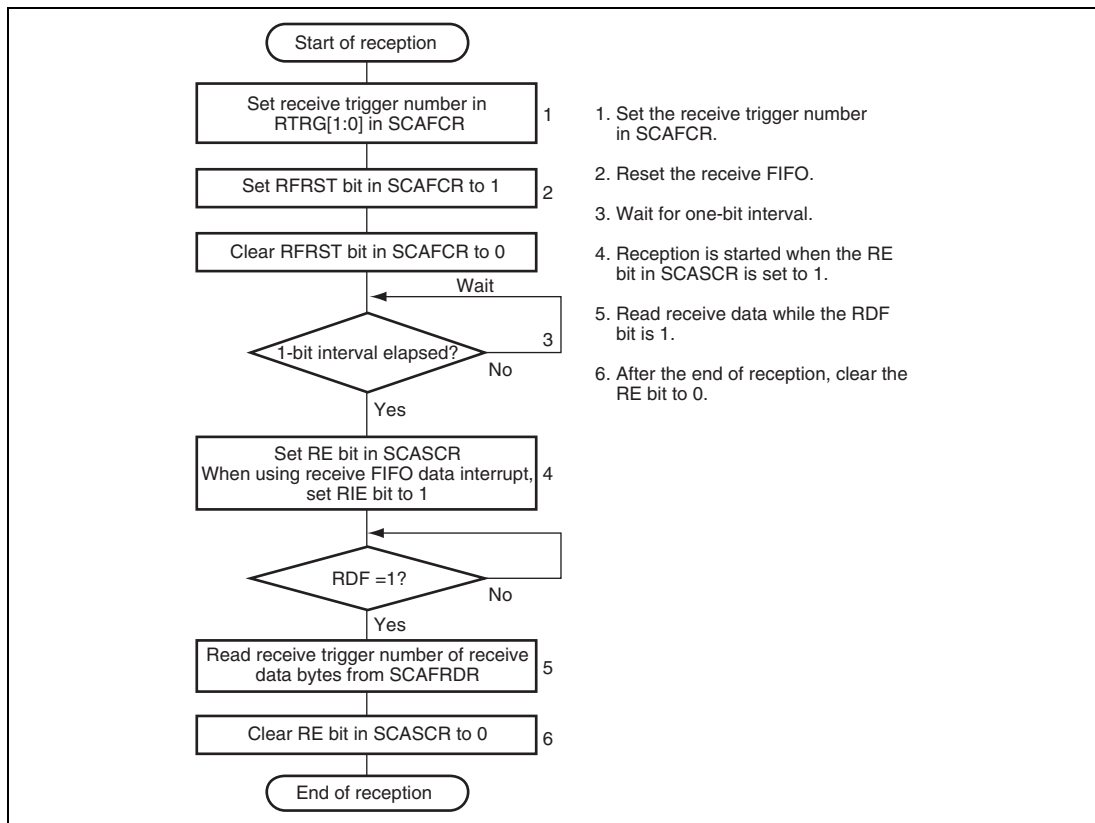 Start of reception
Set receive trigger number in
RTRG[1:0] in SCAFCR
1
Set RFRST bit in SCAFCR to 1
2
Clear RFRST bit in SCAFCR to 0
Wait
1-bit interval elapsed?
3
No
Yes
Set RE bit in SCASCR
When using receive FIFO data interrupt,
set RIE bit to 1
4
RDF =1?
No
Yes
Read receive trigger number of receive
data bytes from SCAFRDR
5
Clear RE bit in SCASCR to 0
6
End of reception
1. Set the receive trigger number
in SCAFCR.
2. Reset the receive FIFO.
3. Wait for one-bit interval.
4. Reception is started when the RE
bit in SCASCR is set to 1.
5. Read receive data while the RDF
bit is 1.
6. After the end of reception, clear the
RE bit to 0.